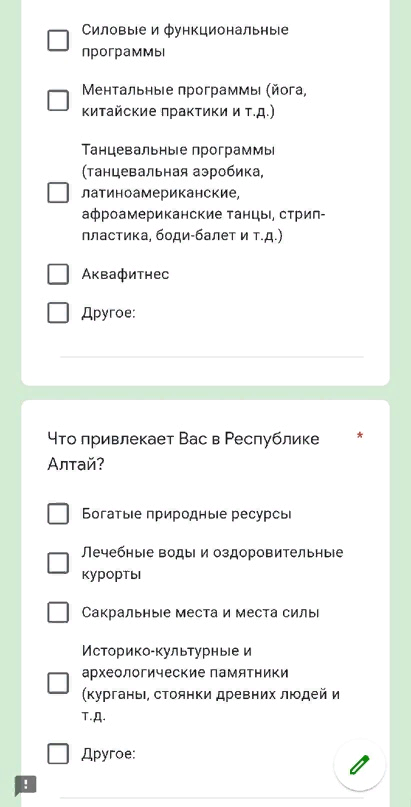 Силовые и функциональные
программы
Ментальные программы (йога,
китайские практики и т.д.)
Танцевальные программы
(танцевальная аэробика,
латиноамериканские,
афроамериканские танцы, стрип-
пластика, боди-балет и т.д.)
Аквафитнес
Другое:
Что привлекает Вас в Республике *
Алтай?
Богатые природные ресурсы
Лечебные воды и оздоровительные
курорты
Сакральные места и места силы
Историко-культурные и
археологические памятники
(курганы, стоянки древних людей и
т.д.
Другое: